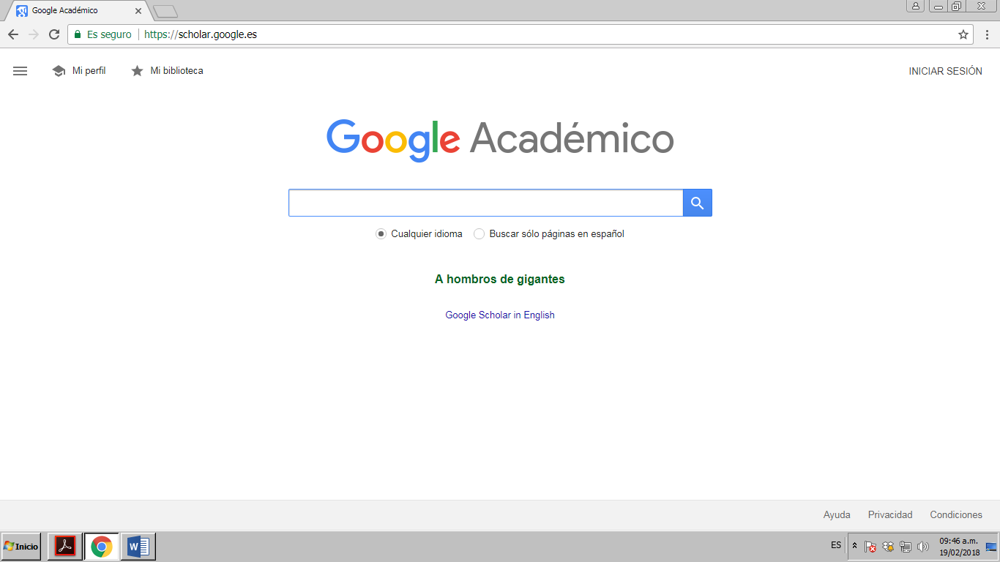 Google Académico
Es seguro https://scholar.google.es
Mi perfil Mi biblioteca INICIAR SESIÓN
Google Académico
Cualquier idioma Buscar sólo páginas en español
A hombros de gigantes
Google Scholar in English
Ayuda Privacidad Condiciones
Inicio ES 09:46 a.m.
19/02/2018